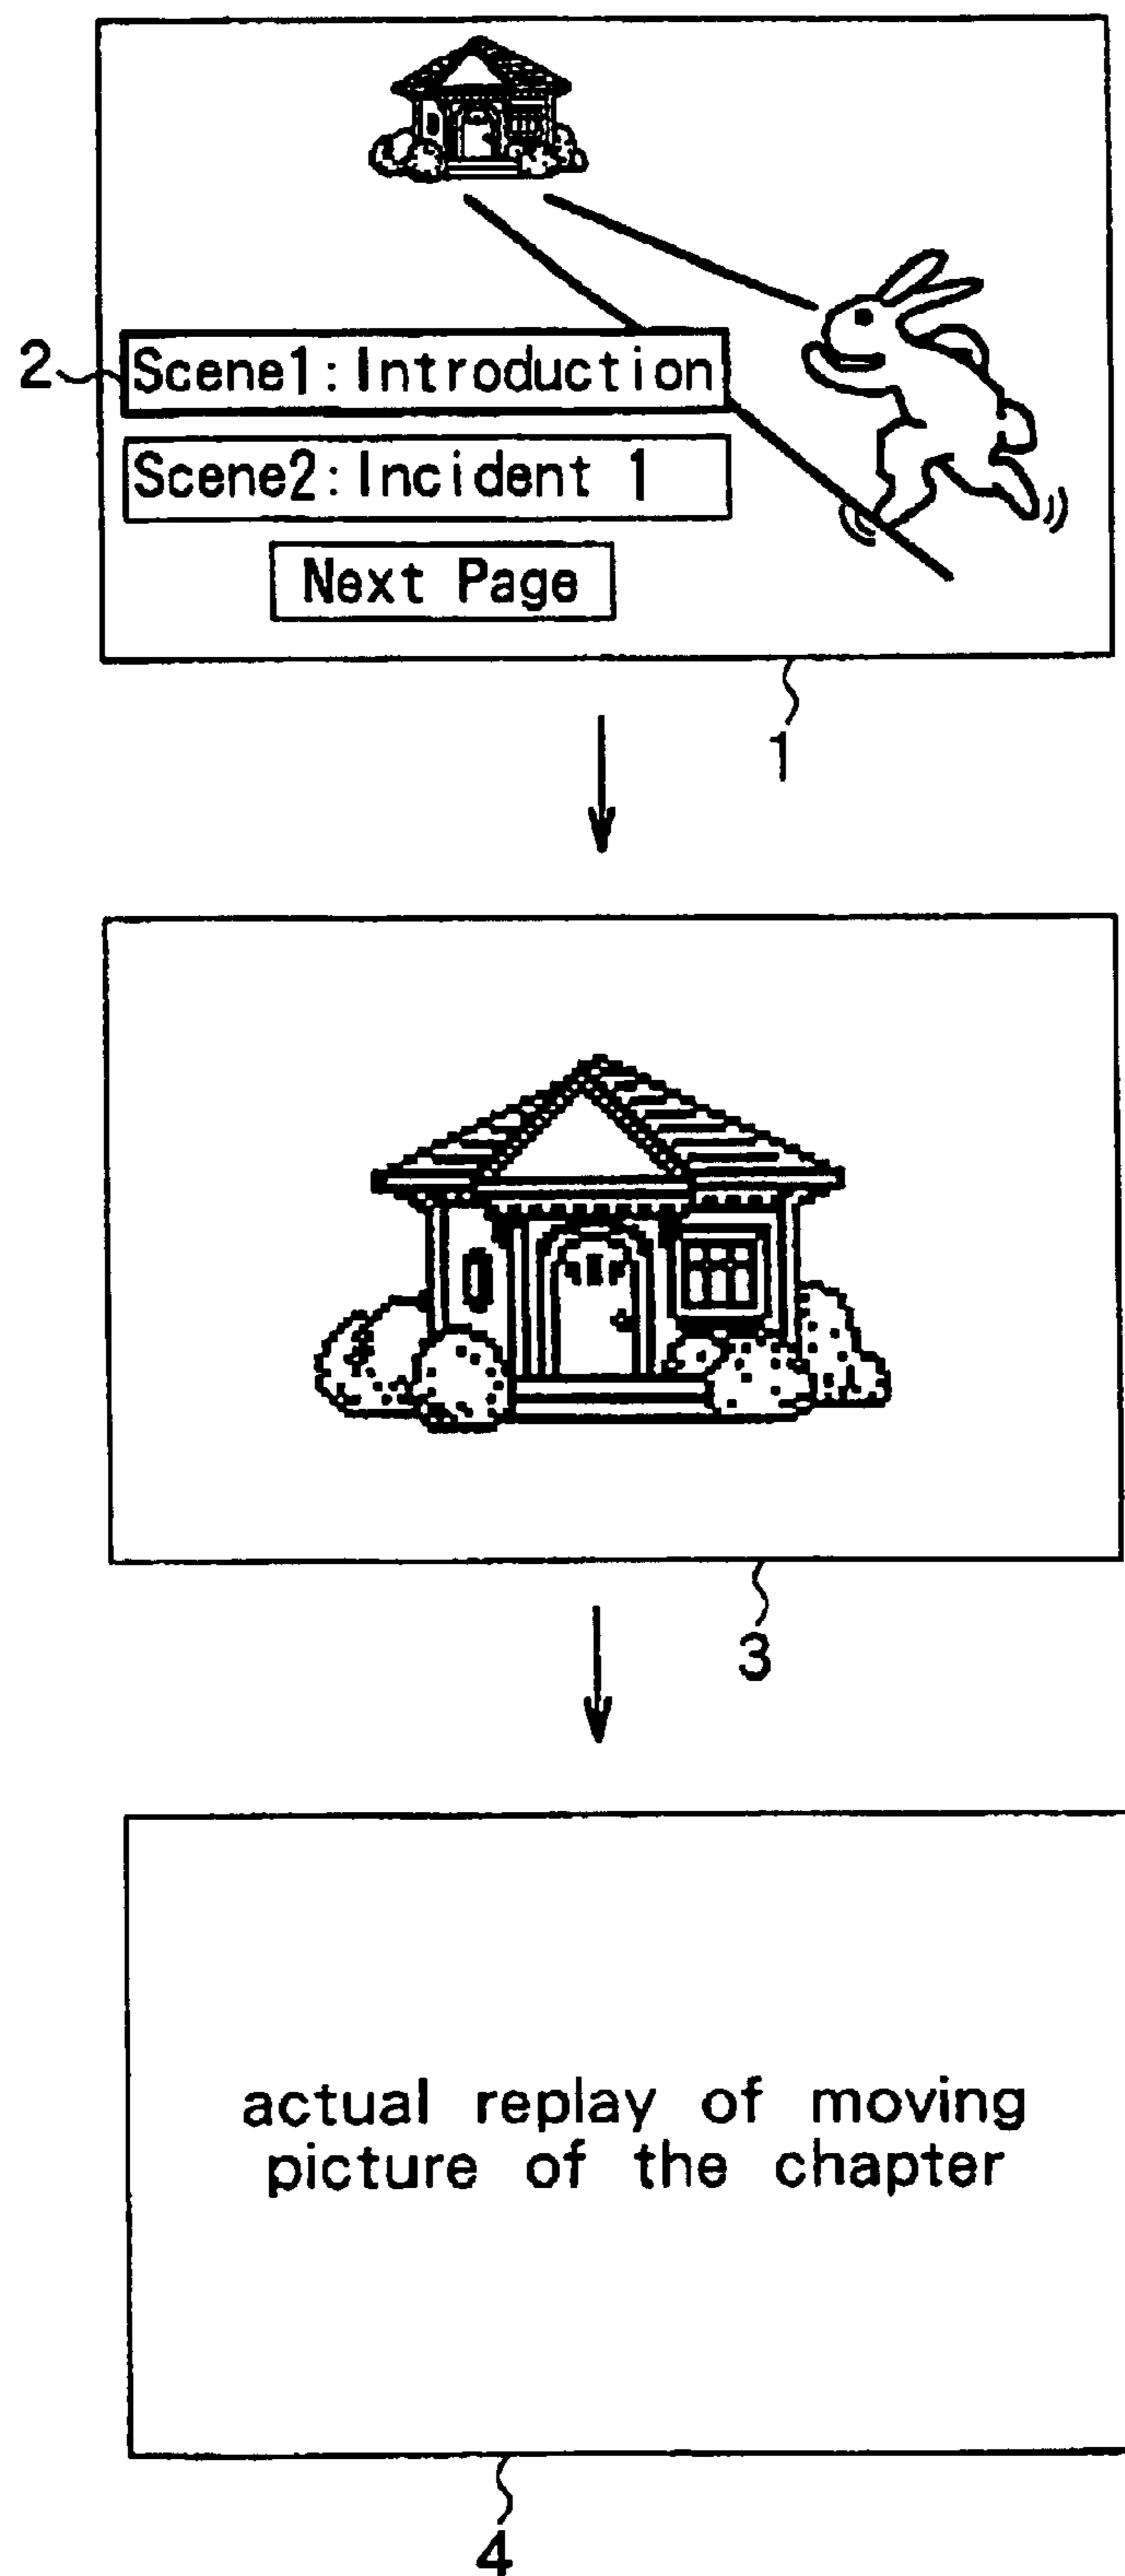 2
Scene1:Introduction
Scene2:Incident 1
Next Page
1
3
actual replay of moving
picture of the chapter
4